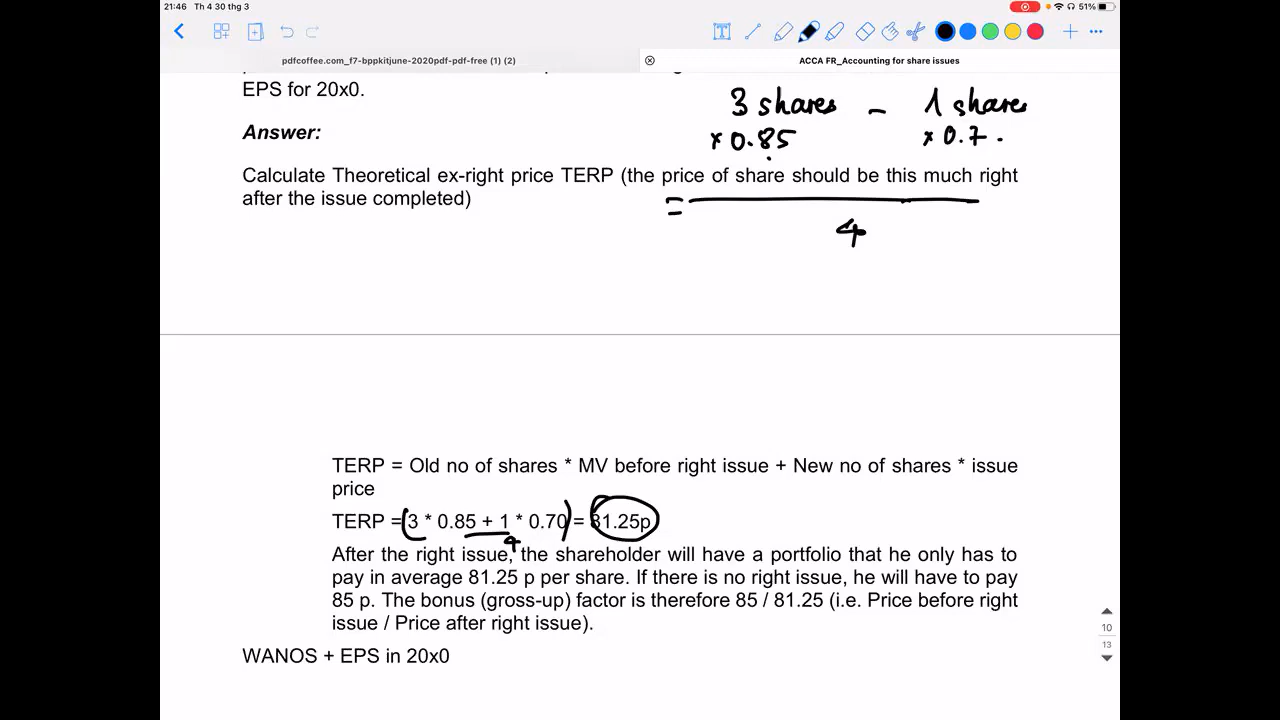 21:46 Th 4 30 thg 3
51%
pdfcoffee.com_f7-bppkitjune-2020pdf-pdf-free (1) (2)
ACCA FR_Accounting for share issues
EPS for 20x0.
3 shares - 1 shares
× 0.85 × 0.7.
Answer:
Calculate Theoretical ex-right price TERP (the price of share should be this much right
after the issue completed)
=
4
TERP = Old no of shares * MV before right issue + New no of shares * issue
price
TERP = (3 * 0.85 + 1 * 0.70) = 81.25p
4
After the right issue, the shareholder will have a portfolio that he only has to
pay in average 81.25 p per share. If there is no right issue, he will have to pay
85 p. The bonus (gross-up) factor is therefore 85 / 81.25 (i.e. Price before right
issue / Price after right issue).
10
13
WANOS + EPS in 20x0